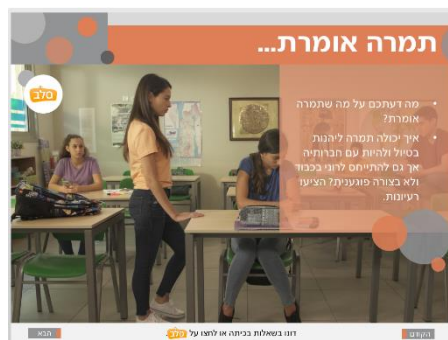 תמרה אומרת...
סלב
• מה דעתכם על מה שתמרה
אומרת?
• איך יכולה תמרה ליהנות
בטיול ולהיות עם חברותיה
אך גם להתייחס לרוני בכבוד
ולא בצורה פוגענית? הציעו
רעיונות.
הקודם
דונו בשאלות בכיתה או לחצו על סלב.
הבא